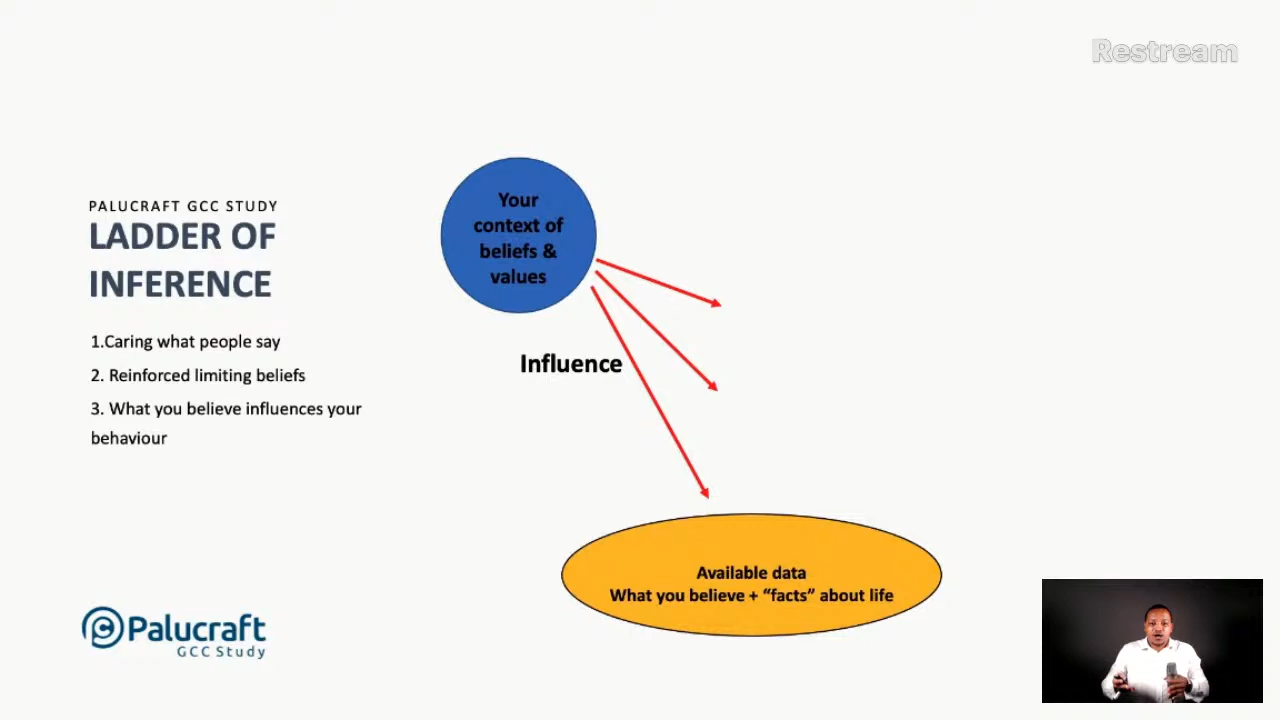 Restream
PALUCRAFT GCC STUDY
LADDER OF
INFERENCE
1.Caring what people say
2. Reinforced limiting beliefs
3. What you believe influences your
behaviour
Your
context of
beliefs &
values
Influence
Available data
What you believe + “facts” about life
Palucraft
GCC Study